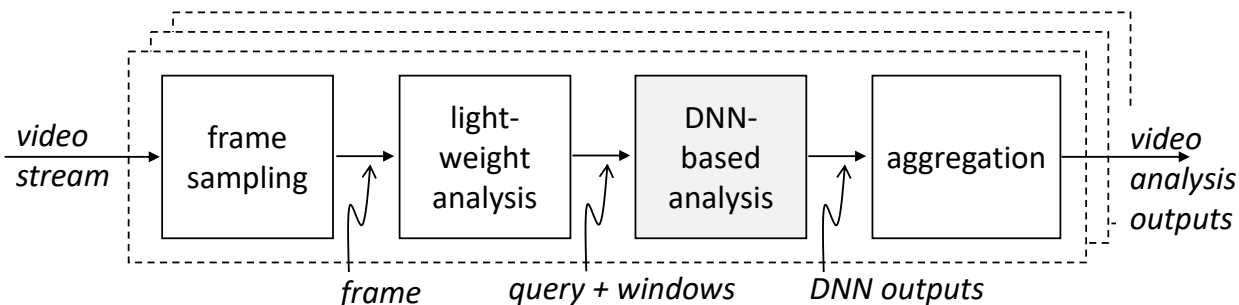 video
stream
frame
sampling
light-
weight
analysis
DNN-
based
analysis
aggregation
video
analysis
outputs
frame
query + windows
DNN outputs